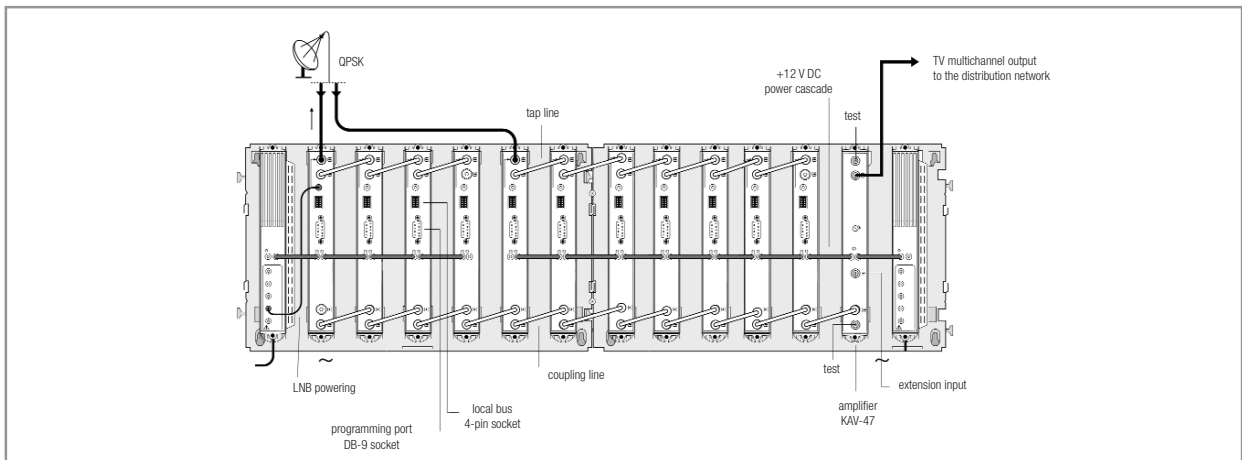 QPSK
TV multichannel output
to the distribution network
+12 V DC
power cascade
tap line
test
LNB powering
coupling line
test
extension input
local bus
4-pin socket
amplifier
KAV-47
programming port
DB-9 socket